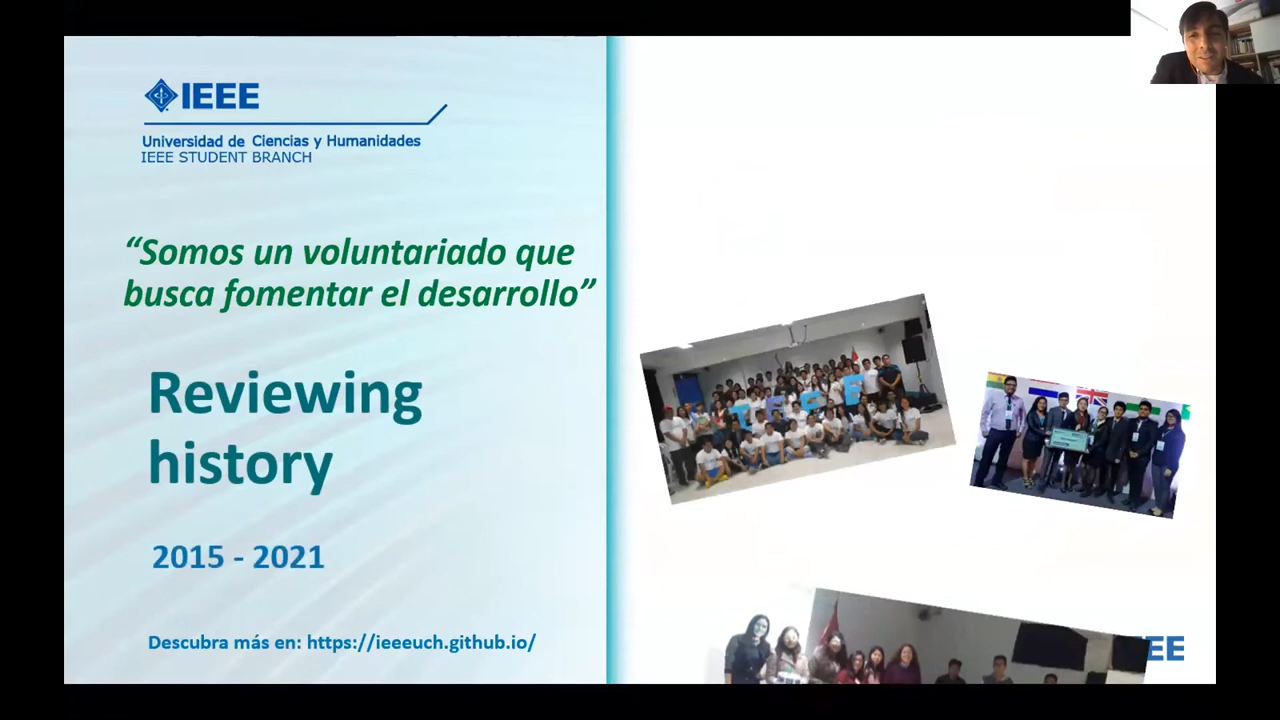 IEEE
Universidad de Ciencias y Humanidades
IEEE STUDENT BRANCH
“Somos un voluntariado que
busca fomentar el desarrollo”
Reviewing
history
2015 - 2021
Descubra más en: https://ieeeuch.github.io/
I E E E
EE